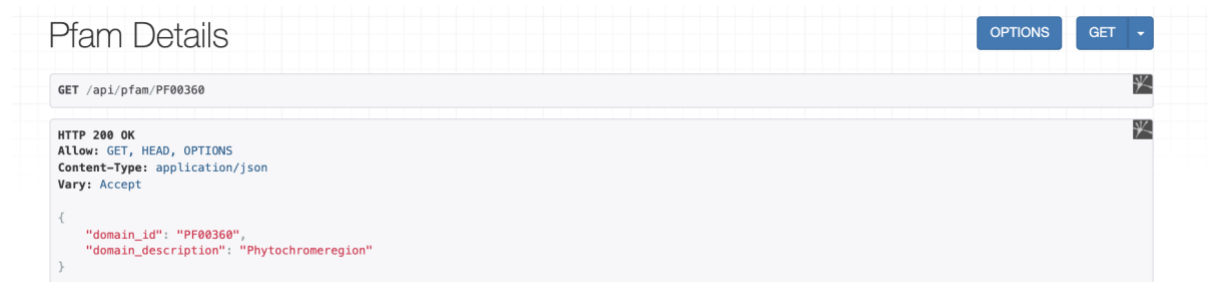 Pfam Details
OPTIONS
GET
GET /api/pfam/PF00360
HTTP 200 OK
Allow: GET, HEAD, OPTIONS
Content-Type: application/json
Vary: Accept
{
"domain_id": "PF00360",
"domain_description": "Phytochromeregion"
}